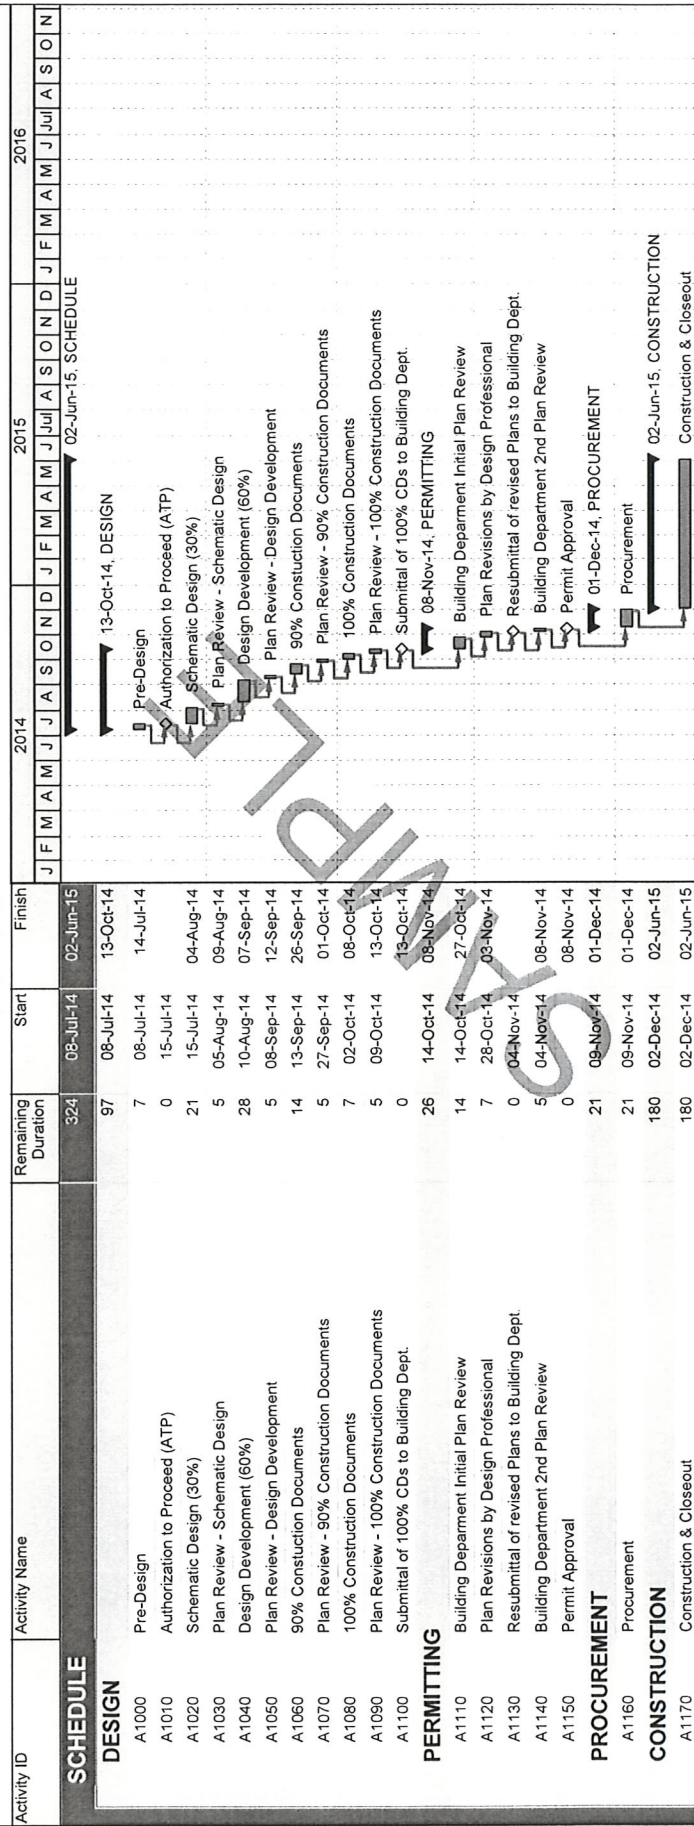 Activity ID Activity Name Remaining Duration Start Finish 2014 2015 2016
J F M A M J J A S O N D J F M A M J Jul A S O N D J F M A M J Jul A S O N
SCHEDULE 324 08-Jul-14 02-Jun-15 02-Jun-15, SCHEDULE
DESIGN 97 08-Jul-14 13-Oct-14 13-Oct-14, DESIGN
A1000 Pre-Design 7 08-Jul-14 14-Jul-14 Pre-Design
A1010 Authorization to Proceed (ATP) 0 15-Jul-14 Authorization to Proceed (ATP)
A1020 Schematic Design (30%) 21 15-Jul-14 04-Aug-14 Schematic Design (30%)
A1030 Plan Review - Schematic Design 5 05-Aug-14 09-Aug-14 Plan Review - Schematic Design
A1040 Design Development (60%) 28 10-Aug-14 07-Sep-14 Design Development (60%)
A1050 Plan Review - Design Development 5 08-Sep-14 12-Sep-14 Plan Review - Design Development
A1060 90% Constuction Documents 14 13-Sep-14 26-Sep-14 90% Constuction Documents
A1070 Plan Review - 90% Construction Documents 5 27-Sep-14 01-Oct-14 Plan Review - 90% Construction Documents
A1080 100% Construction Documents 7 02-Oct-14 08-Oct-14 100% Construction Documents
A1090 Plan Review - 100% Construction Documents 5 09-Oct-14 13-Oct-14 Plan Review - 100% Construction Documents
A1100 Submittal of 100% CDs to Building Dept. 0 13-Oct-14 Submittal of 100% CDs to Building Dept.
PERMITTING 26 14-Oct-14 08-Nov-14 08-Nov-14, PERMITTING
A1110 Building Deparment Initial Plan Review 14 14-Oct-14 27-Oct-14 Building Deparment Initial Plan Review
A1120 Plan Revisions by Design Professional 7 28-Oct-14 03-Nov-14 Plan Revisions by Design Professional
A1130 Resubmittal of revised Plans to Building Dept. 0 04-Nov-14 Resubmittal of revised Plans to Building Dept.
A1140 Building Department 2nd Plan Review 5 04-Nov-14 08-Nov-14 Building Department 2nd Plan Review
A1150 Permit Approval 0 08-Nov-14 Permit Approval
PROCUREMENT 21 09-Nov-14 01-Dec-14 01-Dec-14, PROCUREMENT
A1160 Procurement 21 09-Nov-14 01-Dec-14 Procurement
CONSTRUCTION 180 02-Dec-14 02-Jun-15 02-Jun-15, CONSTRUCTION
A1170 Construction & Closeout 180 02-Dec-14 02-Jun-15 Construction & Closeout
SAMPLE